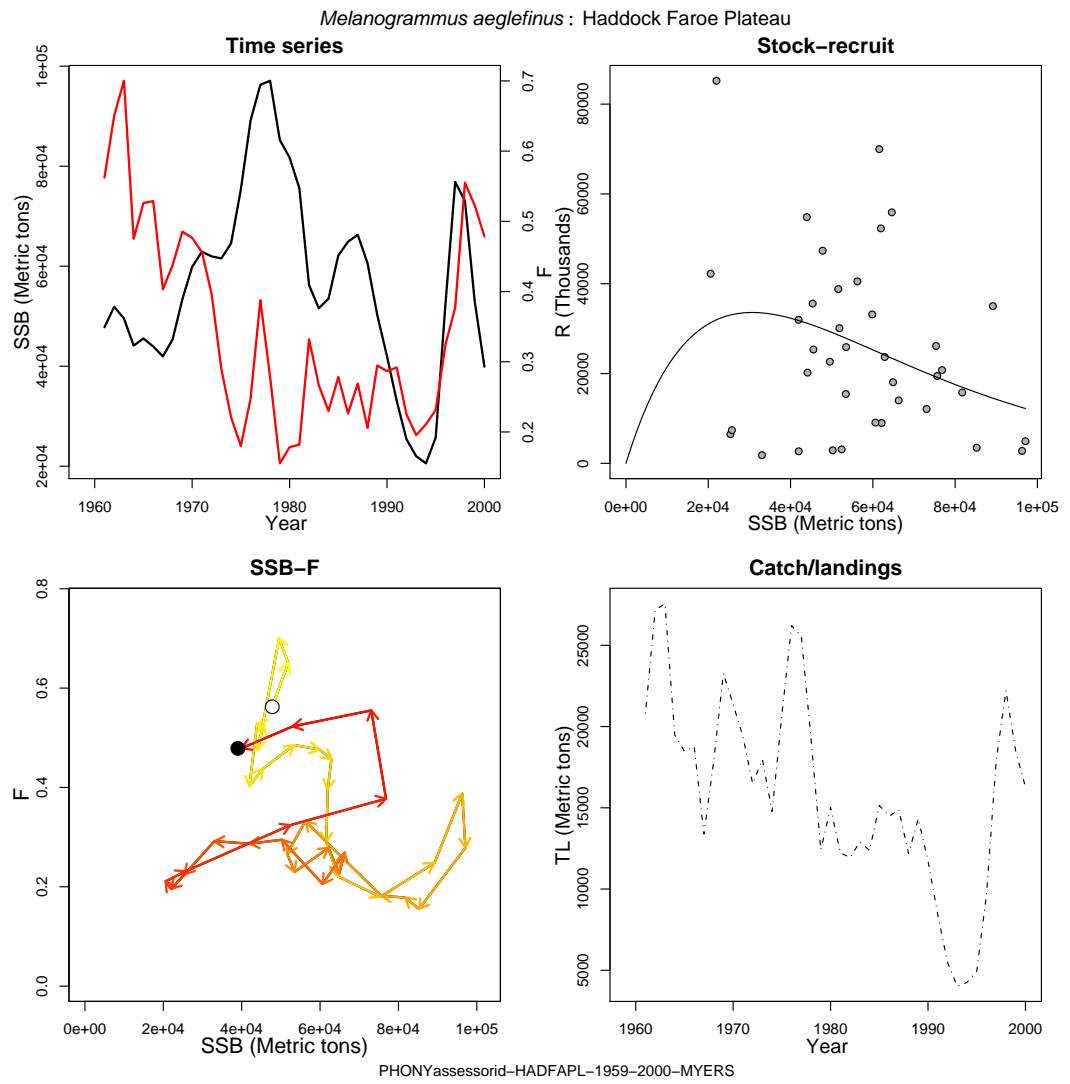 Melanogrammus aeglefinus : Haddock Faroe Plateau
Time series
1e+05
8e+04
6e+04
4e+04
2e+04
SSB (Metric tons)
0.7
0.6
0.5
0.4
0.3
0.2
F
1960 1970 1980 1990 2000
Year
Stock−recruit
80000
60000
40000
20000
0
R (Thousands)
0e+00 2e+04 4e+04 6e+04 8e+04 1e+05
SSB (Metric tons)
SSB−F
0.8
0.6
0.4
0.2
0.0
F
0e+00 2e+04 4e+04 6e+04 8e+04 1e+05
SSB (Metric tons)
Catch/landings
25000
20000
15000
10000
5000
TL (Metric tons)
1960 1970 1980 1990 2000
Year
PHONYassessorid−HADFAPL−1959−2000−MYERS